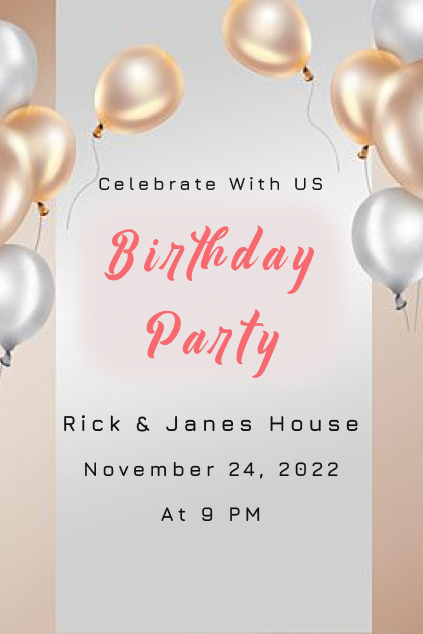 Celebrate With US
Birthday
Party
Rick & Janes House
November 24, 2022
At 9 PM